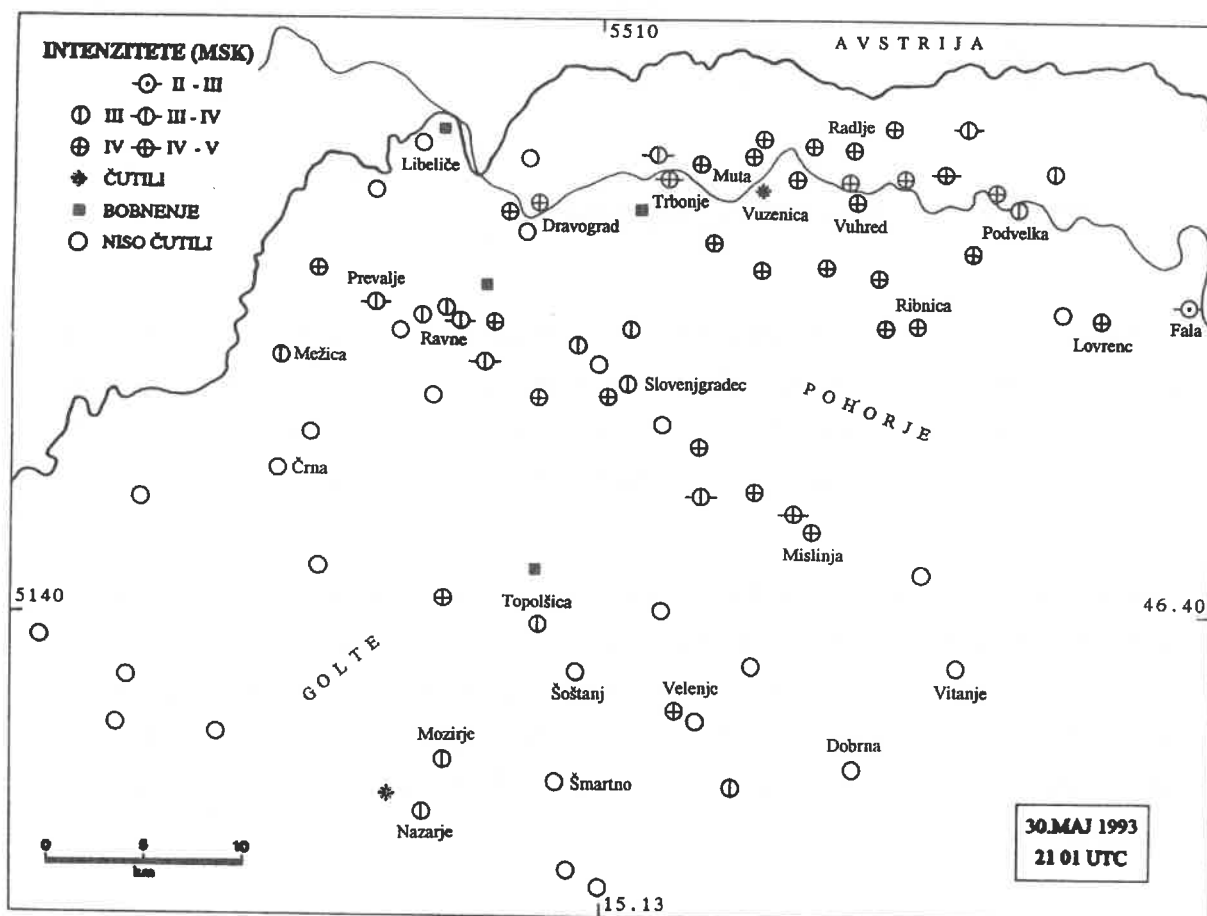 5510
AVSTRIJA
INTENZITETE (MSK)
II - III
III III - IV
IV IV - V
ČUTILI
BOBNENJE
NISO ČUTILI
Libeliče
Radlje
Muta
Trbonje
Vuzenica
Vuhred
Dravograd
Podvelka
Prevalje
Ravne
Ribnica
Lovrenc
Fala
Mežica
Slovenjgradec
POHORJE
Črna
Mislinja
5140
46.40
Topolšica
GOLTE
Šoštanj
Velenje
Vitanje
Mozirje
Dobrna
Šmartno
Nazarje
0 5 10
km
30.MAJ 1993
21 01 UTC
15.13